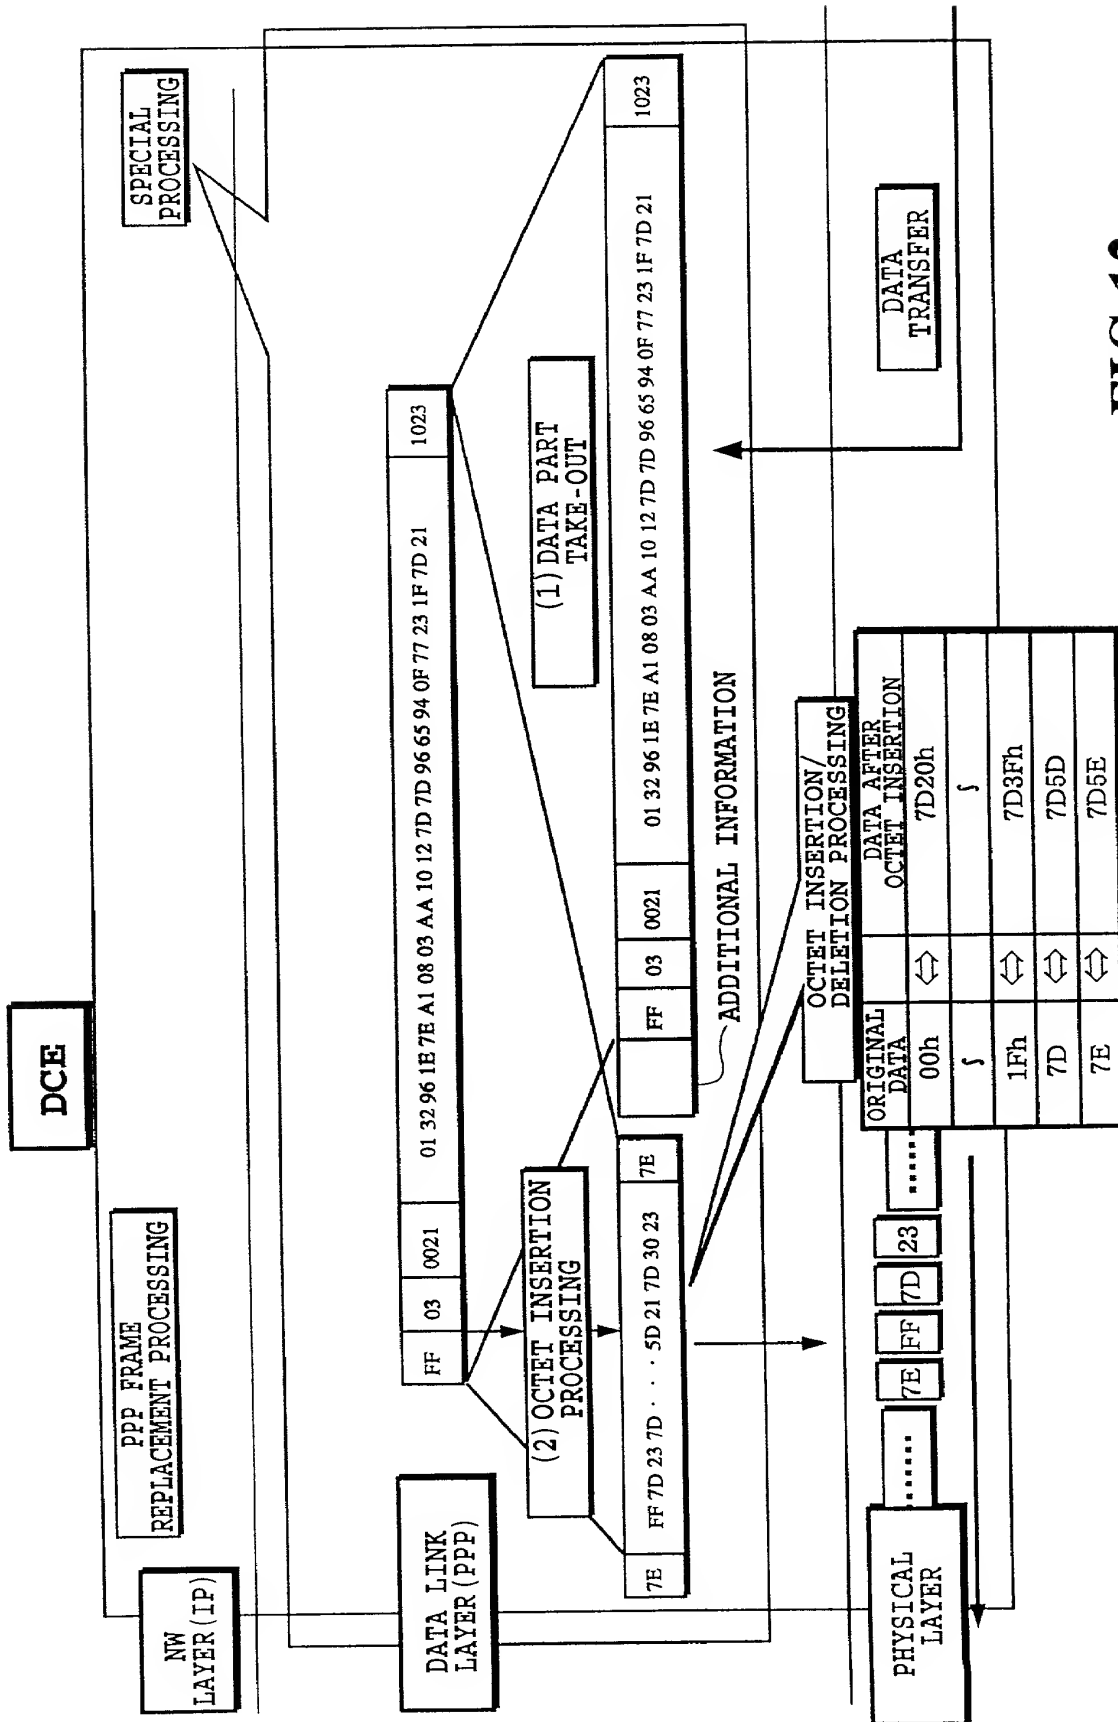 DCE
PPP FRAME
REPLACEMENT PROCESSING
SPECIAL
PROCESSING
NW
LAYER(IP)
DATA LINK
LAYER(PPP)
FF 03 0021 01 32 96 1E 7E A1 08 03 AA 10 12 7D 7D 96 65 94 0F 77 23 1F 7D 21 1023
(2)OCTET INSERTION
PROCESSING
(1)DATA PART
TAKE-OUT
7E FF 7D 23 7D · · · 5D 21 7D 30 23 7E
FF 03 0021 01 32 96 1E 7E A1 08 03 AA 10 12 7D 7D 96 65 94 0F 77 23 1F 7D 21 1023
ADDITIONAL INFORMATION
OCTET INSERTION/
DELETION PROCESSING
DATA
TRANSFER
PHYSICAL
LAYER
...... 7E FF 7D 23 ......
ORIGINAL
DATA
DATA AFTER
OCTET INSERTION
00h ⇔ 7D20h
∫ ∫
1Fh ⇔ 7D3Fh
7D ⇔ 7D5D
7E ⇔ 7D5E